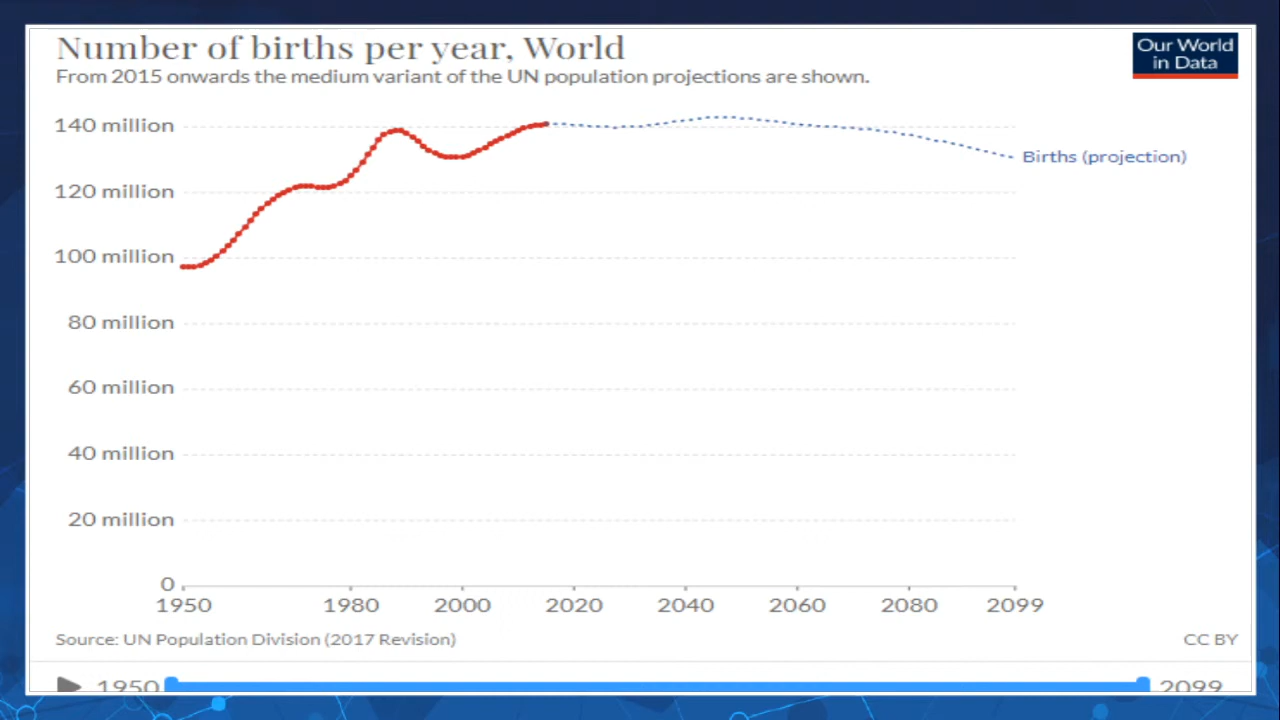 Number of births per year, World
Our World
in Data
From 2015 onwards the medium variant of the UN population projections are shown.
140 million
120 million
100 million
80 million
60 million
40 million
20 million
0
Births (projection)
1950 1980 2000 2020 2040 2060 2080 2099
Source: UN Population Division (2017 Revision) CC BY
1950 2099